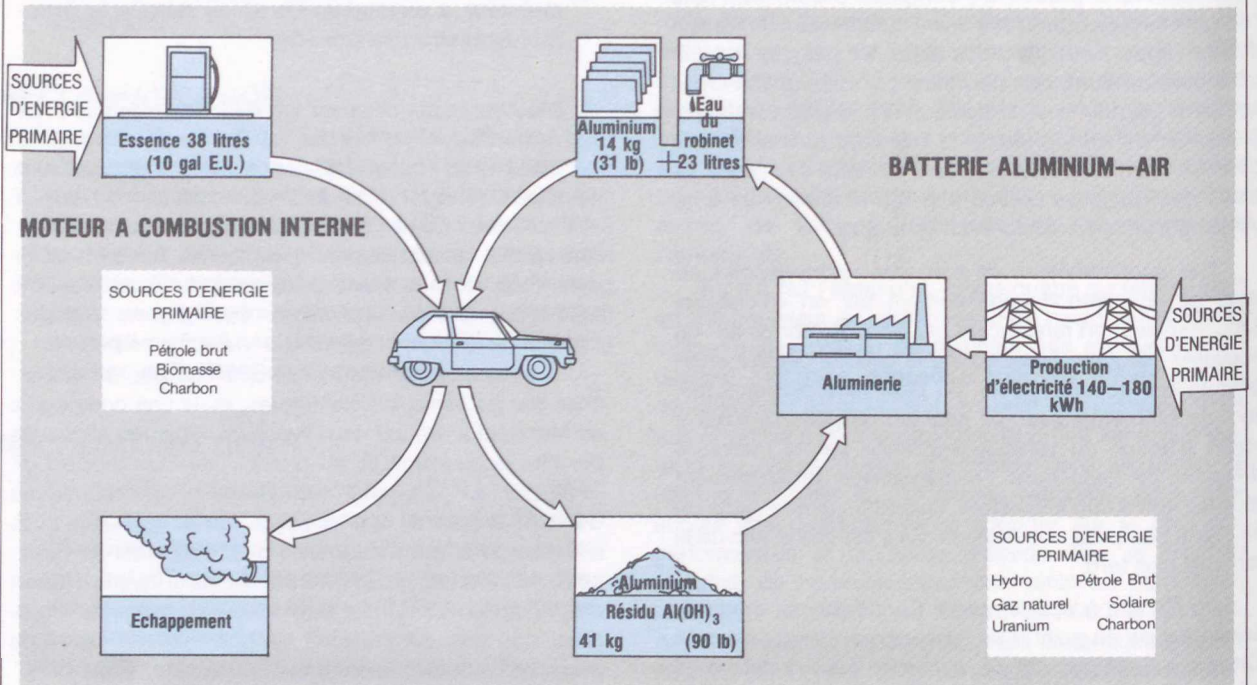 SOURCES
D'ENERGIE
PRIMAIRE
Essence 38 litres
(10 gal E.U.)
MOTEUR A COMBUSTION INTERNE
SOURCES D'ENERGIE
PRIMAIRE
Pétrole brut
Biomasse
Charbon
Echappement
Aluminium
14 kg
(31 lb)
Eau
du
robinet
+23 litres
BATTERIE ALUMINIUM—AIR
Aluminerie
Production
d'électricité 140—180
kWh
SOURCES
D'ENERGIE
PRIMAIRE
Aluminium
Résidu Al(OH)3
41 kg (90 lb)
SOURCES D'ENERGIE
PRIMAIRE
Hydro Pétrole Brut
Gaz naturel Solaire
Uranium Charbon